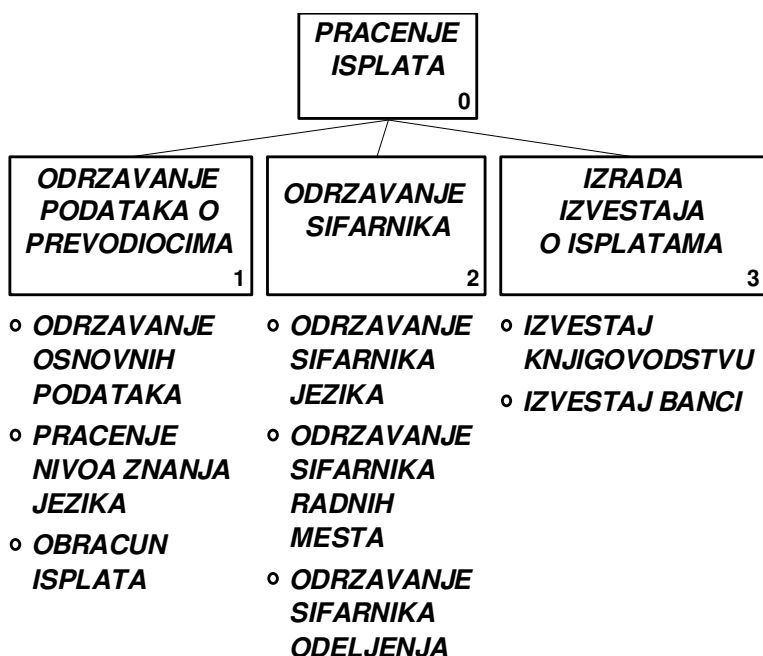 PRACENJE
ISPLATA
0
ODRZAVANJE
PODATAKA O
PREVODIOCIMA
1
ODRZAVANJE
SIFARNIKA
2
IZRADA
IZVESTAJA
O ISPLATAMA
3
ODRZAVANJE
OSNOVNIH
PODATAKA
PRACENJE
NIVOA ZNANJA
JEZIKA
OBRACUN
ISPLATA
ODRZAVANJE
SIFARNIKA
JEZIKA
ODRZAVANJE
SIFARNIKA
RADNIH
MESTA
ODRZAVANJE
SIFARNIKA
ODELJENJA
IZVESTAJ
KNJIGOVODSTVU
IZVESTAJ BANCI